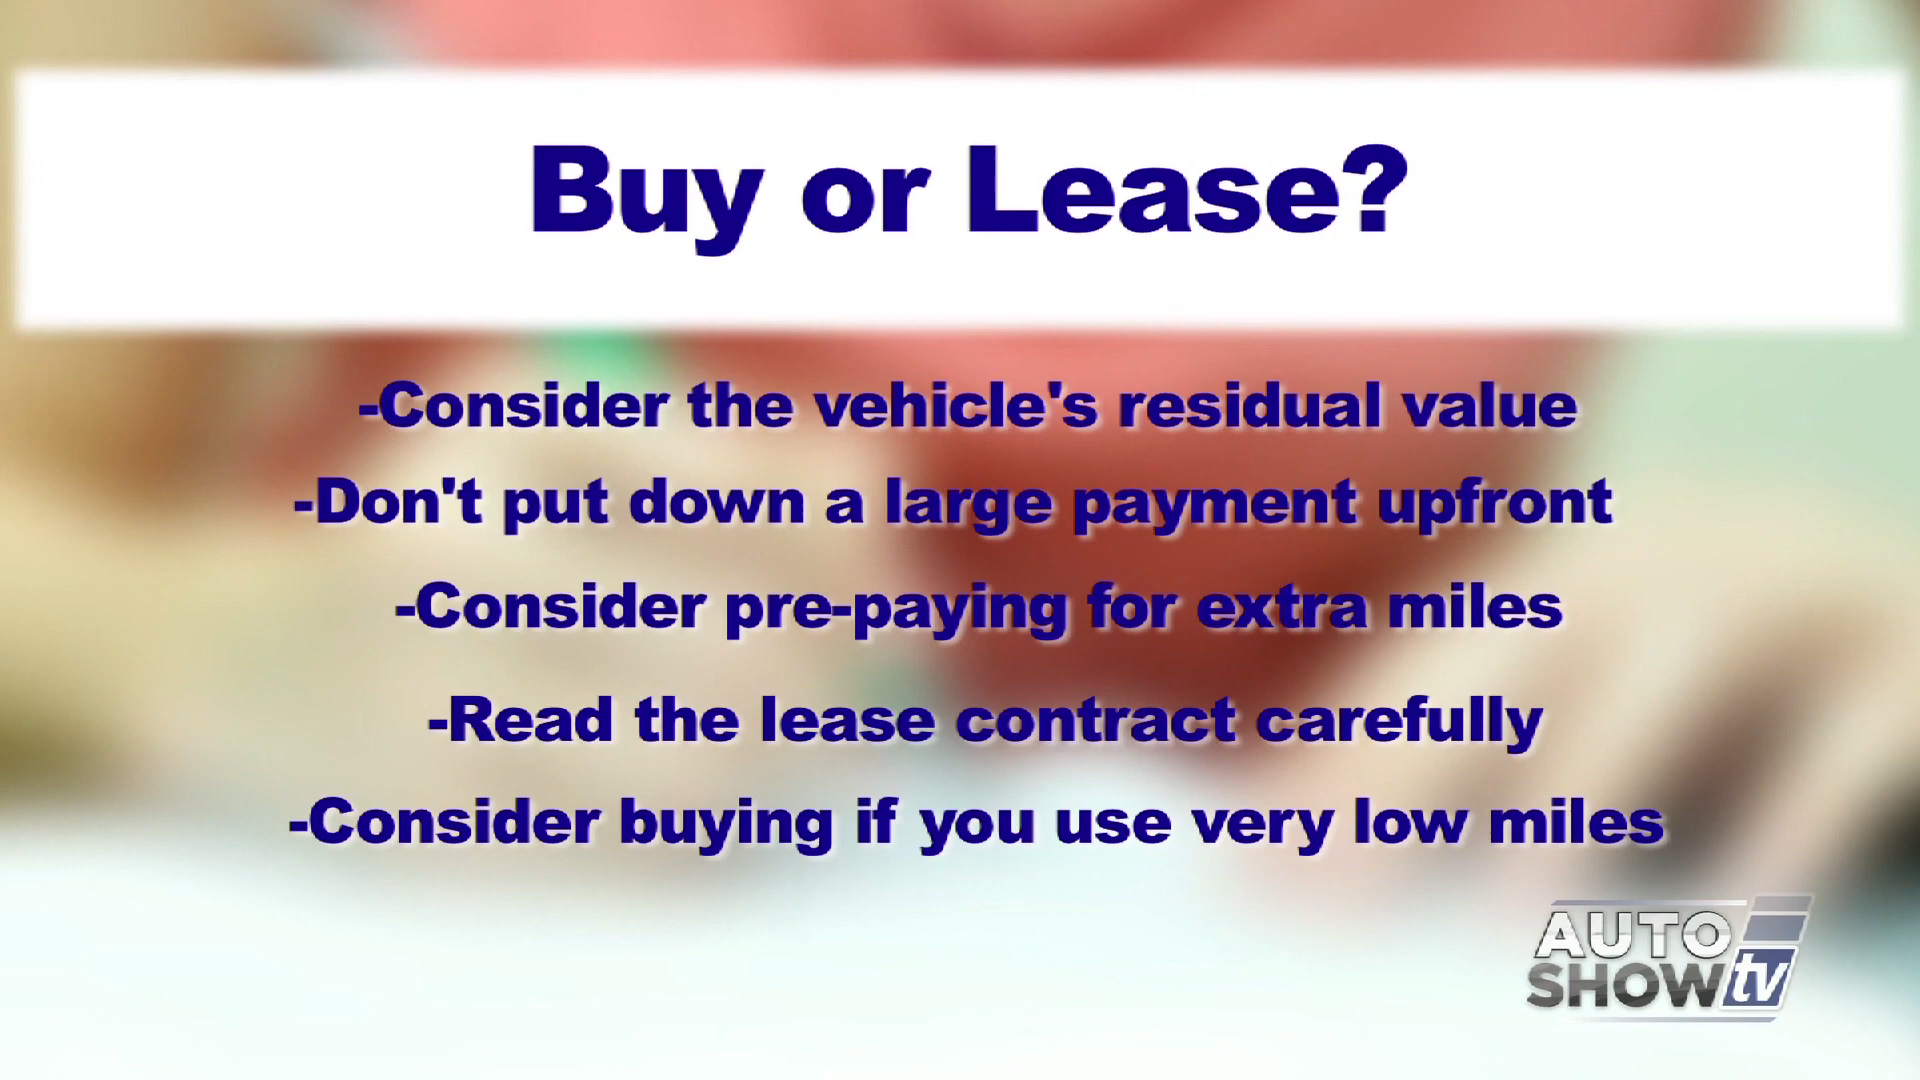 Buy or Lease?
-Consider the vehicle's residual value
-Don't put down a large payment upfront
-Consider pre-paying for extra miles
-Read the lease contract carefully
-Consider buying if you use very low miles
AUTO
SHOW tv